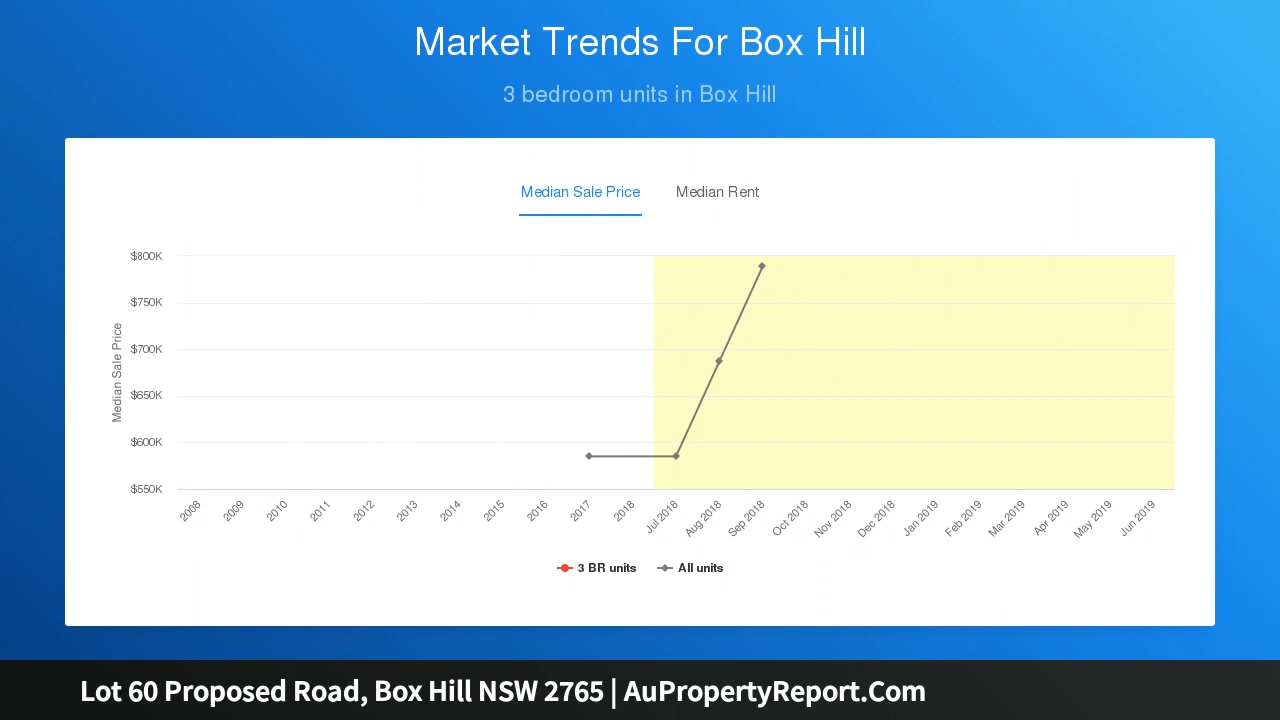 Market Trends For Box Hill
3 bedroom units in Box Hill
Median Sale Price
Median Rent
Median Sale Price
$800K
$750K
$700K
$650K
$600K
$550K
2008
2009
2010
2011
2012
2013
2014
2015
2016
2017
2018
Jul 2018
Aug 2018
Sep 2018
Oct 2018
Nov 2018
Dec 2018
Jan 2019
Feb 2019
Mar 2019
Apr 2019
May 2019
Jun 2019
3 BR units
All units
Lot 60 Proposed Road, Box Hill NSW 2765 | AuPropertyReport.Com